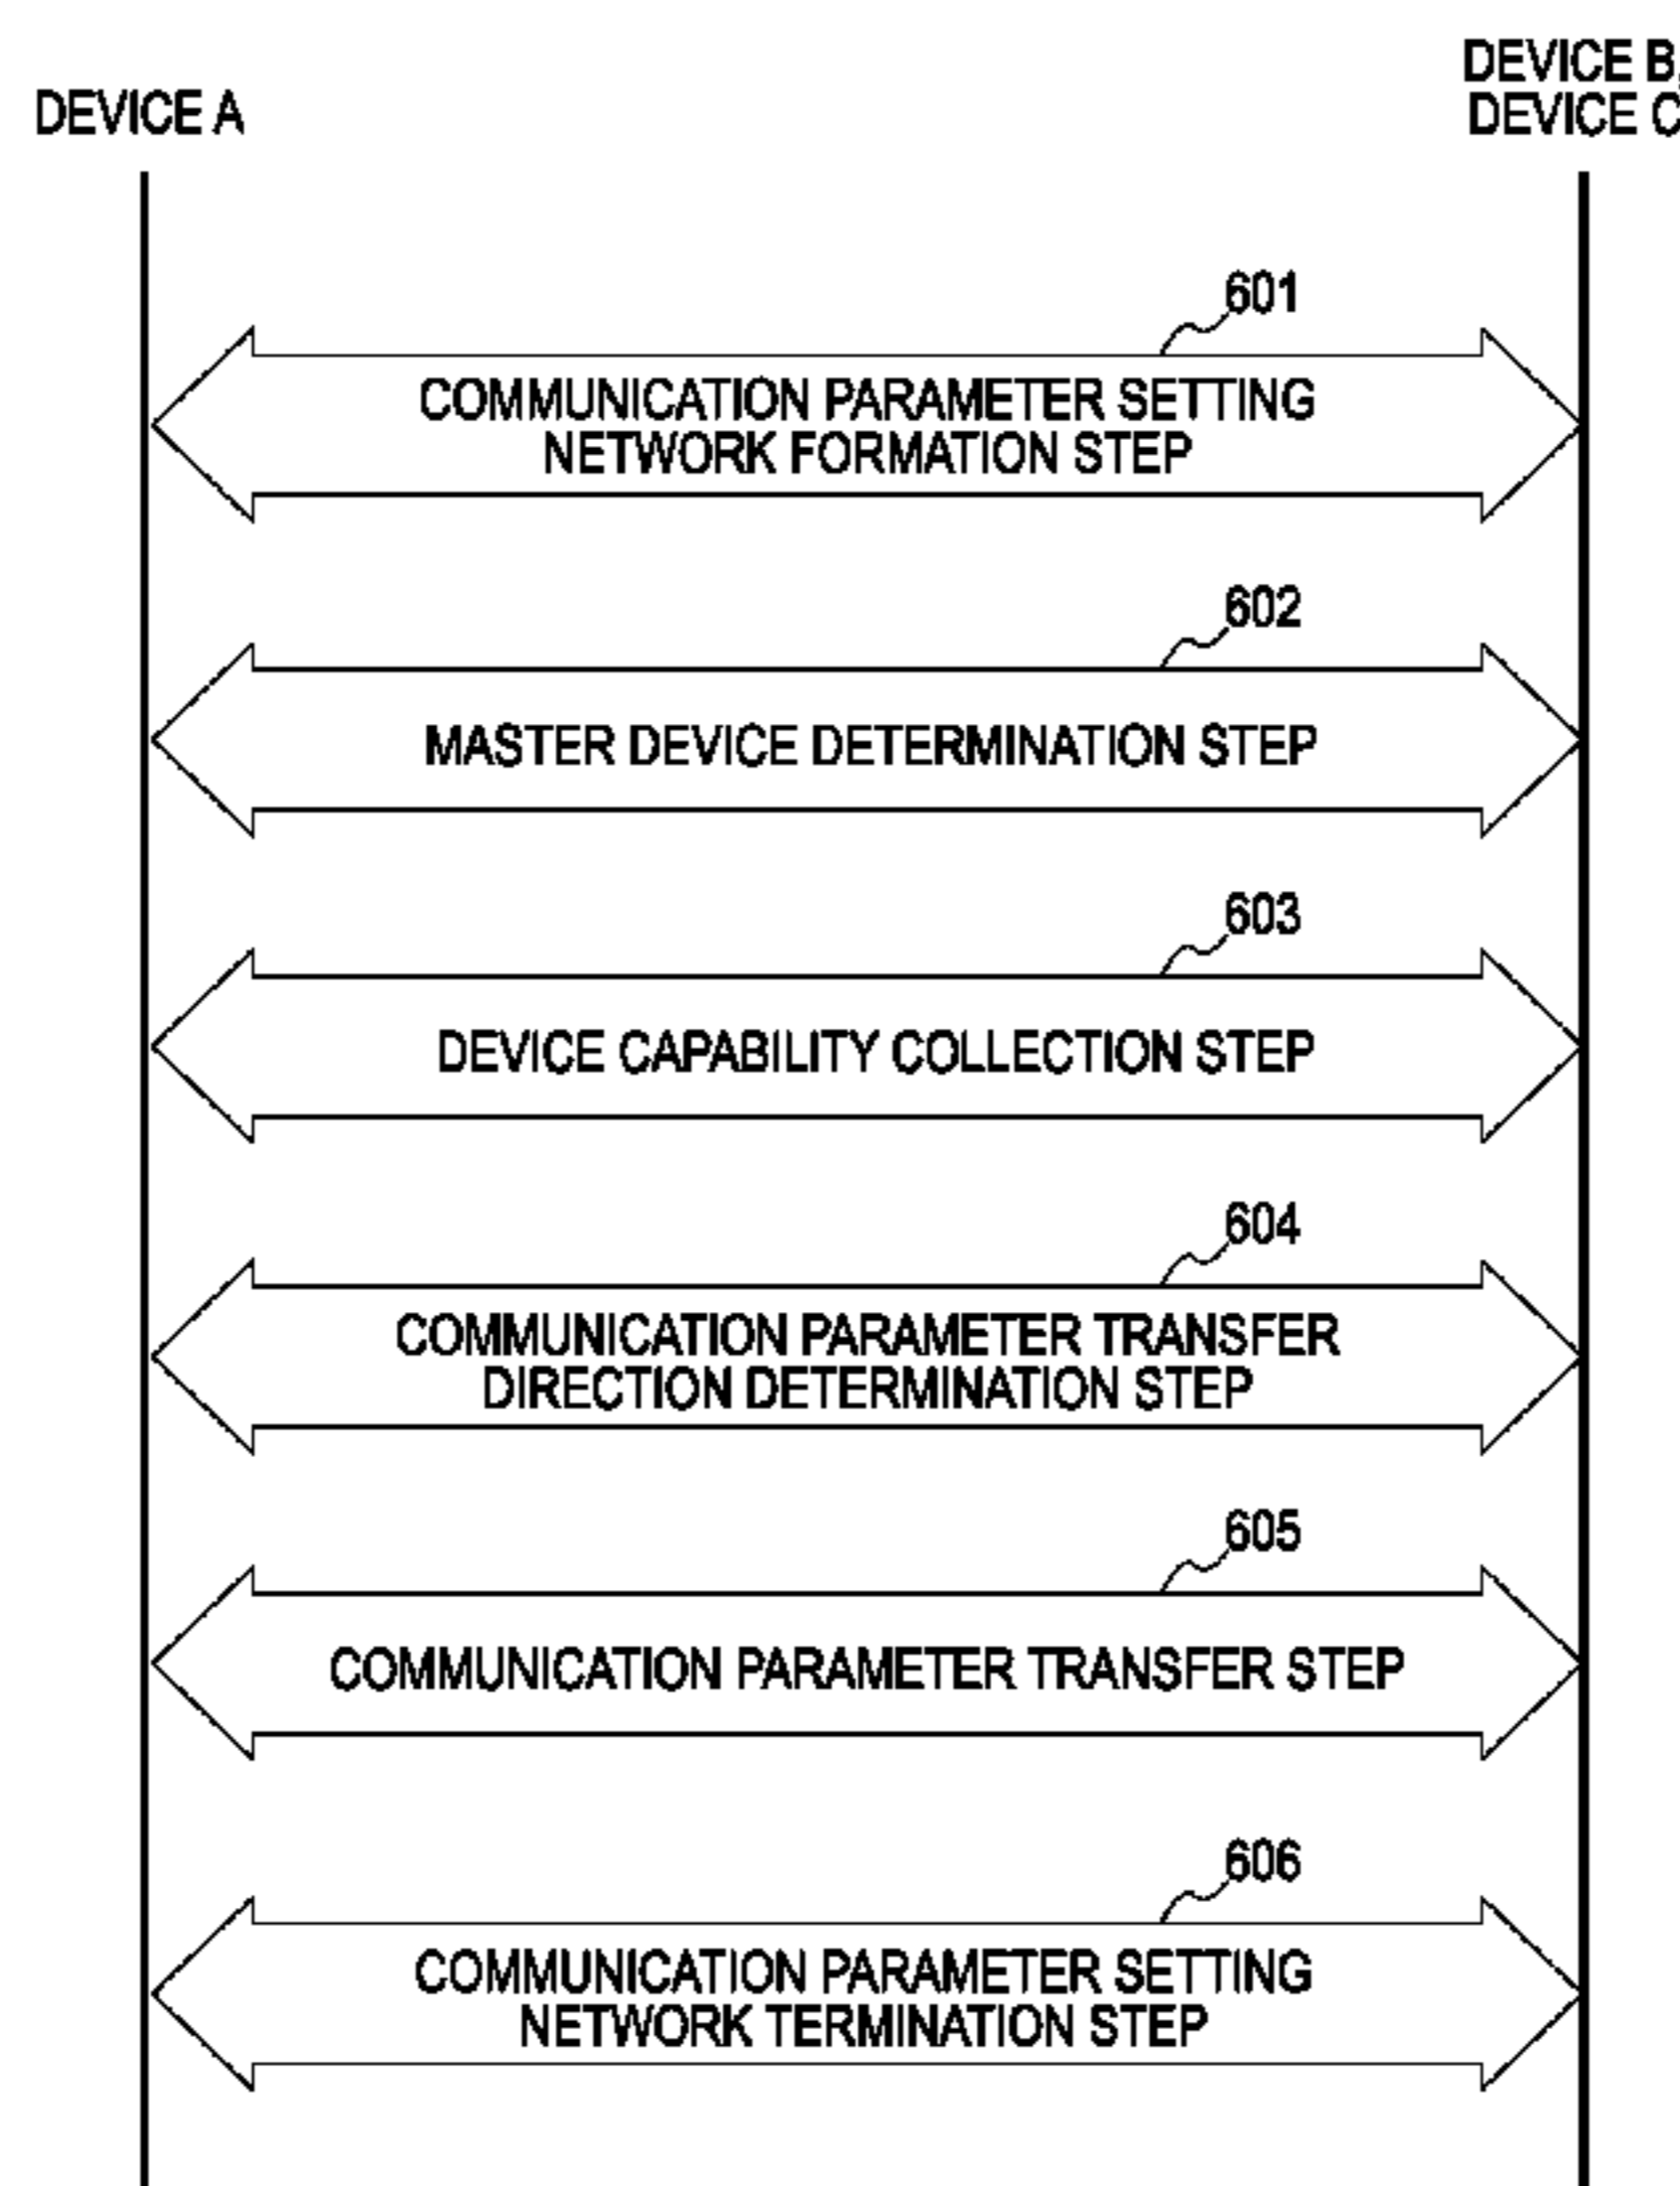 DEVICE B,
DEVICE A
DEVICE C
601
COMMUNICATION PARAMETER SETTING
NETWORK FORMATION STEP
602
MASTER DEVICE DETERMINATION STEP
603
DEVICE CAPABILITY COLLECTION STEP
604
COMMUNICATION PARAMETER TRANSFER
DIRECTION DETERMINATION STEP
605
COMMUNICATION PARAMETER TRANSFER STEP
606
COMMUNICATION PARAMETER SETTING
NETWORK TERMINATION STEP